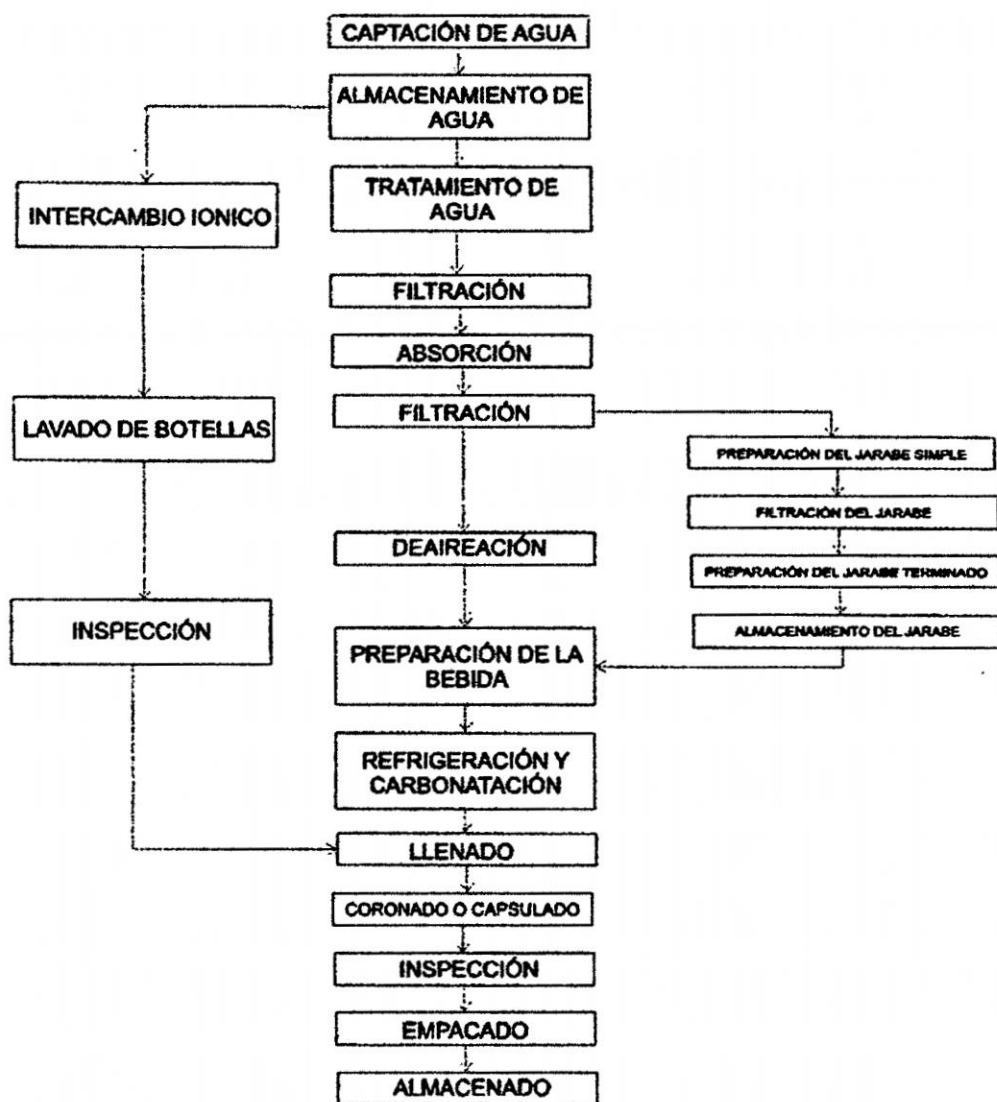 CAPTACIÓN DE AGUA
ALMACENAMIENTO DE
AGUA
TRATAMIENTO DE
AGUA
INTERCAMBIO IONICO
FILTRACIÓN
ABSORCIÓN
FILTRACIÓN
LAVADO DE BOTELLAS
PREPARACIÓN DEL JARABE SIMPLE
FILTRACIÓN DEL JARABE
DEAIREACIÓN
PREPARACIÓN DEL JARABE TERMINADO
INSPECCIÓN
ALMACENAMIENTO DEL JARABE
PREPARACIÓN DE LA
BEBIDA
REFRIGERACIÓN Y
CARBONATACIÓN
LLENADO
CORONADO O CAPSULADO
INSPECCIÓN
EMPACADO
ALMACENADO